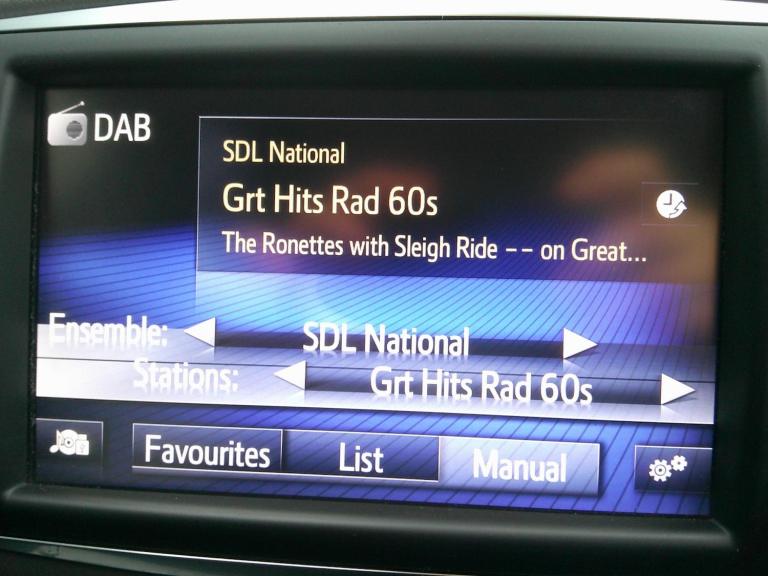 DAB
SDL National
Grt Hits Rad 60s
The Ronettes with Sleigh Ride -- on Great...
Ensemble: SDL National
Stations: Grt Hits Rad 60s
Favourites List Manual